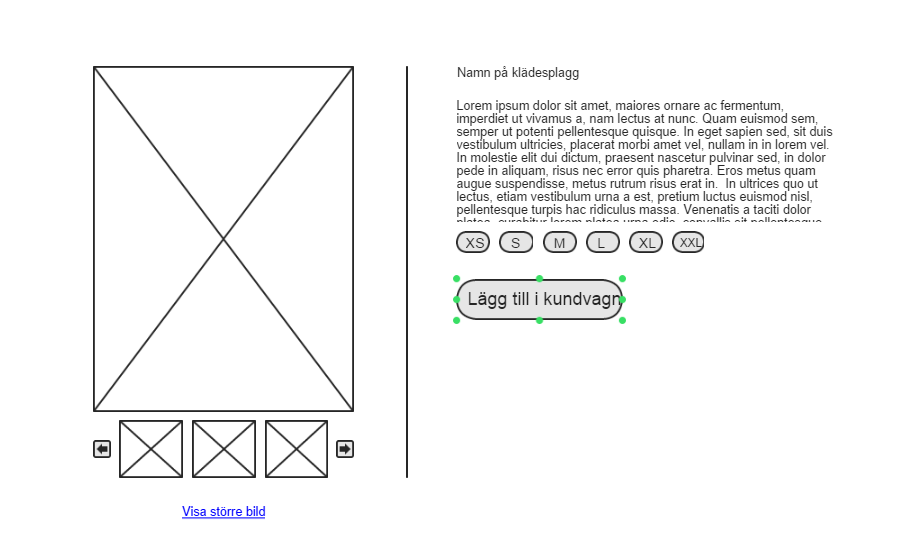 Namn på klädesplagg
Lorem ipsum dolor sit amet, maiores ornare ac fermentum,
imperdiet ut vivamus a, nam lectus at nunc. Quam euismod sem,
semper ut potenti pellentesque quisque. In eget sapien sed, sit duis
vestibulum ultricies, placerat morbi amet vel, nullam in in lorem vel.
In molestie elit dui dictum, praesent nascetur pulvinar sed, in dolor
pede in aliquam, risus nec error quis pharetra. Eros metus quam
augue suspendisse, metus rutrum risus erat in.  In ultrices quo ut
lectus, etiam vestibulum urna a est, pretium luctus euismod nisl,
pellentesque turpis hac ridiculus massa. Venenatis a taciti dolor
XS S M L XL XXL
Lägg till i kundvagn
Visa större bild